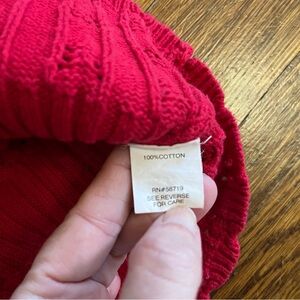 100% COTTON
RN#58719
SEE REVERSE
FOR CARE